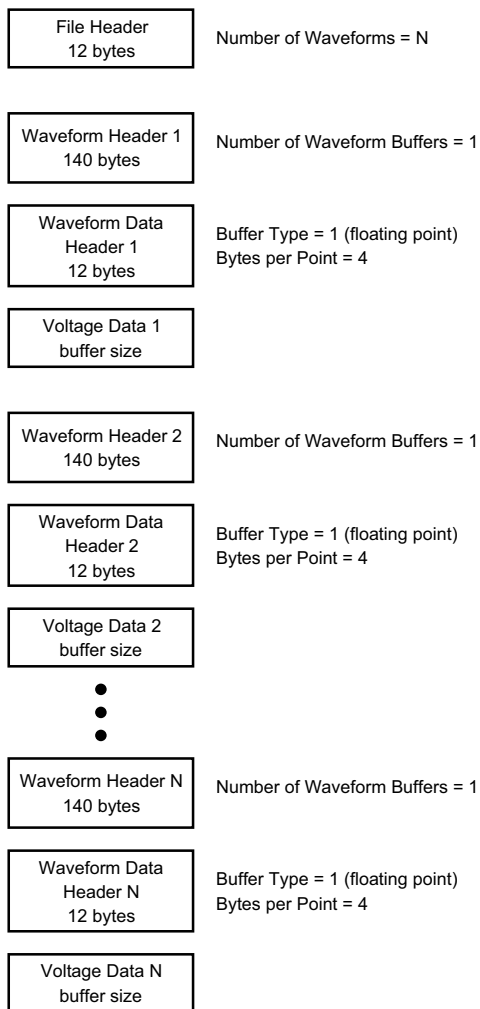 File Header
12 bytes
Number of Waveforms = N
Waveform Header 1
140 bytes
Number of Waveform Buffers = 1
Waveform Data
Header 1
12 bytes
Buffer Type = 1 (floating point)
Bytes per Point = 4
Voltage Data 1
buffer size
Waveform Header 2
140 bytes
Number of Waveform Buffers = 1
Waveform Data
Header 2
12 bytes
Buffer Type = 1 (floating point)
Bytes per Point = 4
Voltage Data 2
buffer size
Waveform Header N
140 bytes
Number of Waveform Buffers = 1
Waveform Data
Header N
12 bytes
Buffer Type = 1 (floating point)
Bytes per Point = 4
Voltage Data N
buffer size